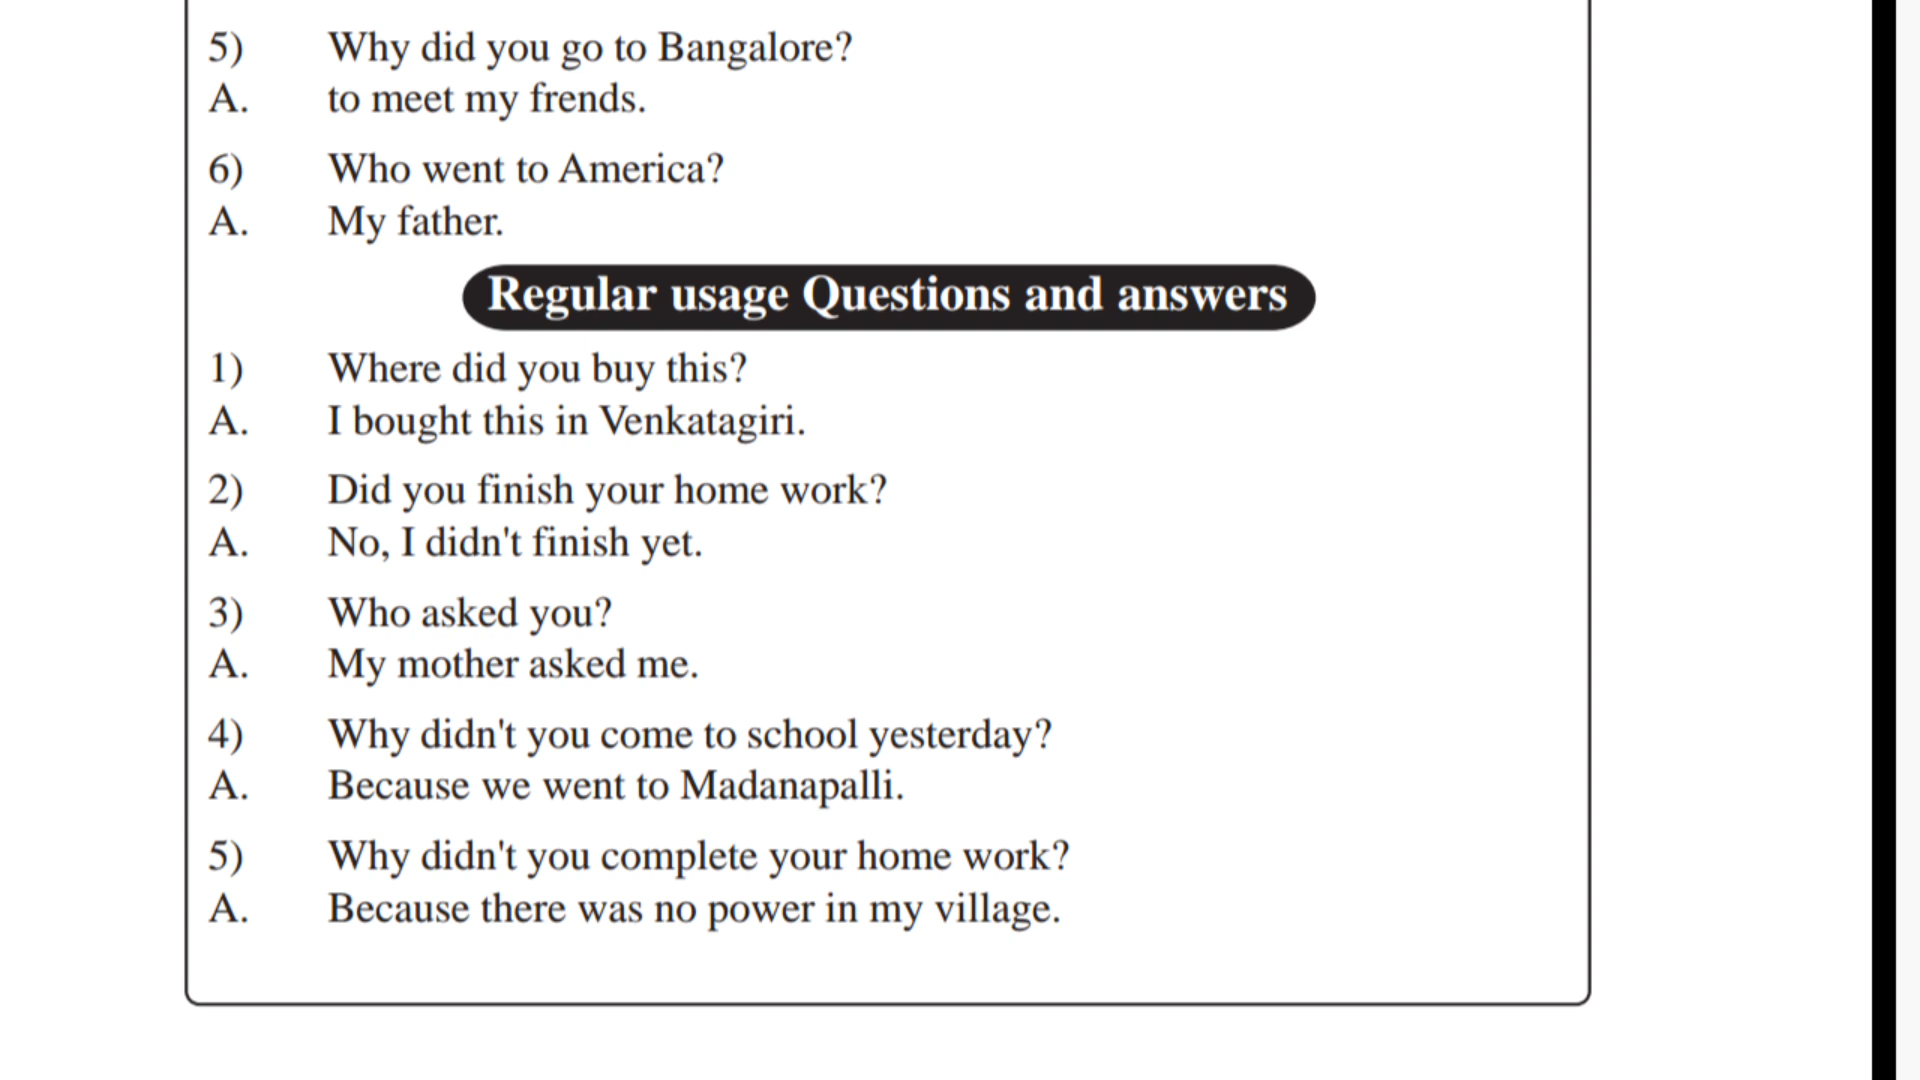 5) Why did you go to Bangalore?
A. to meet my frends.
6) Who went to America?
A. My father.
Regular usage Questions and answers
1) Where did you buy this?
A. I bought this in Venkatagiri.
2) Did you finish your home work?
A. No, I didn't finish yet.
3) Who asked you?
A. My mother asked me.
4) Why didn't you come to school yesterday?
A. Because we went to Madanapalli.
5) Why didn't you complete your home work?
A. Because there was no power in my village.